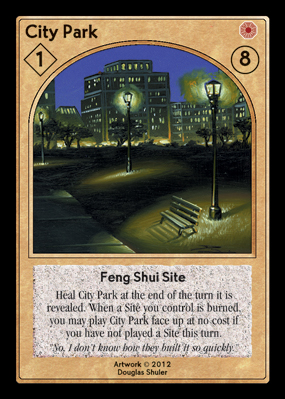 City Park
1
8
Feng Shui Site
Heal City Park at the end of the turn it is
revealed. When a Site you control is burned,
you may play City Park face up at no cost if
you have not played a Site this turn.
"So, I don't know how they built it so quickly."
Artwork © 2012
Douglas Shuler